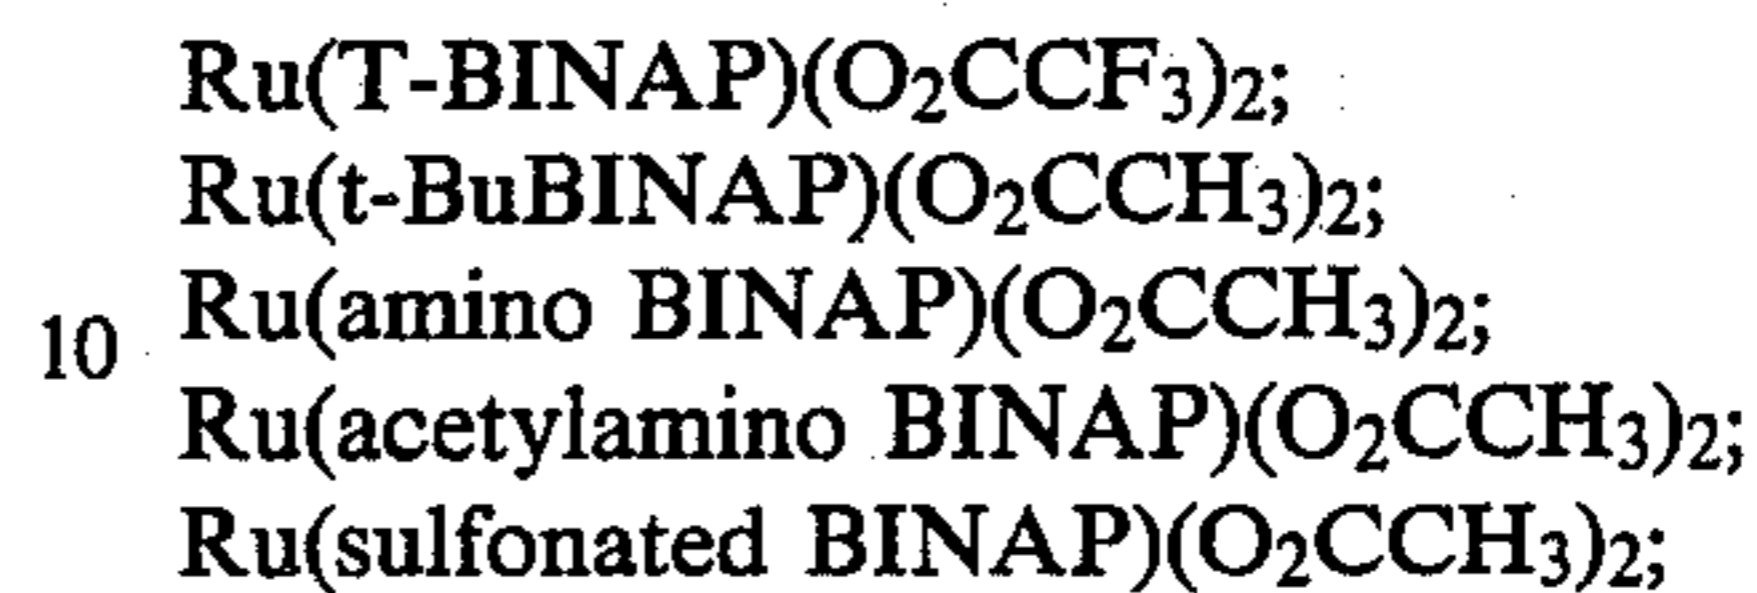 Ru(T-BINAP)(O₂CCF₃)₂;
Ru(t-BuBINAP)(O₂CCH₃)₂;
10 Ru(amino BINAP)(O₂CCH₃)₂;
Ru(acetylamino BINAP)(O₂CCH₃)₂;
Ru(sulfonated BINAP)(O₂CCH₃)₂;